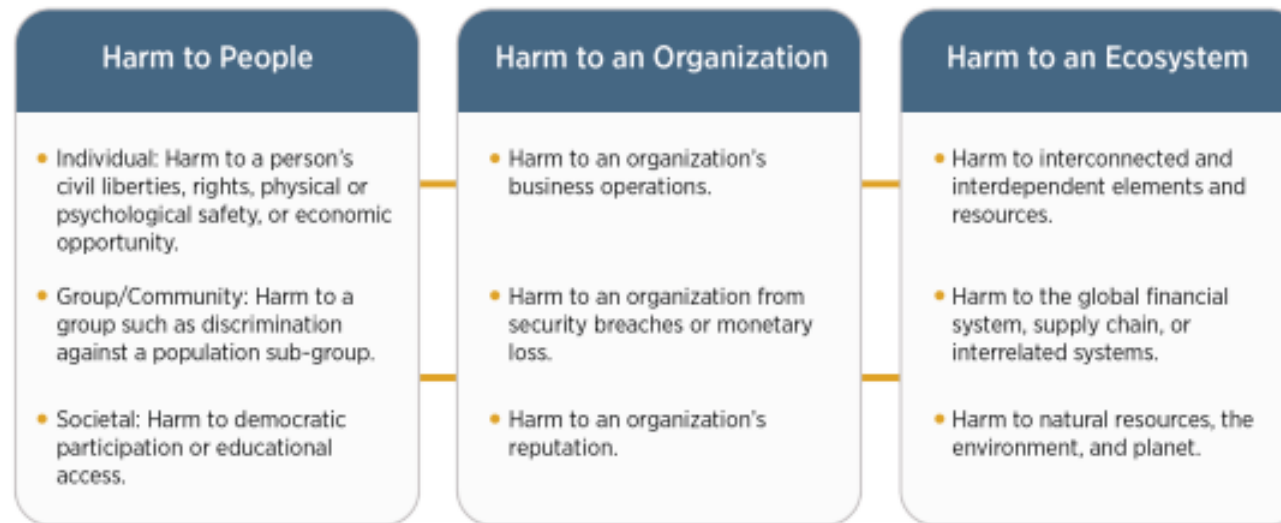 Harm to People
• Individual: Harm to a person's
civil liberties, rights, physical or
psychological safety, or economic
opportunity.
• Group/Community: Harm to a
group such as discrimination
against a population sub-group.
• Societal: Harm to democratic
participation or educational
access.
Harm to an Organization
• Harm to an organization's
business operations.
• Harm to an organization from
security breaches or monetary
loss.
• Harm to an organization's
reputation.
Harm to an Ecosystem
• Harm to interconnected and
interdependent elements and
resources.
• Harm to the global financial
system, supply chain, or
interrelated systems.
• Harm to natural resources, the
environment, and planet.